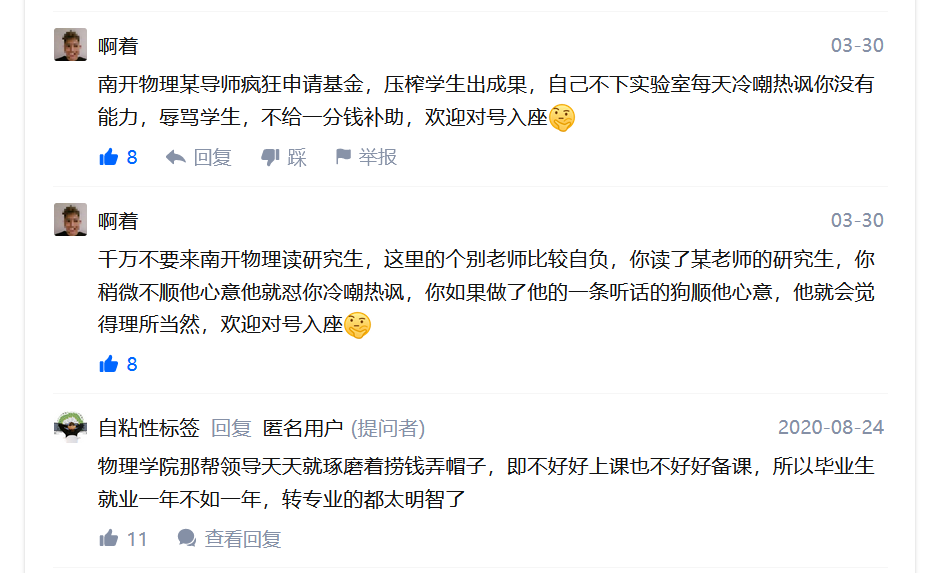 啊着 03-30
南开物理某导师疯狂申请基金，压榨学生出成果，自己不下实验室每天冷嘲热讽你没有
能力，辱骂学生，不给一分钱补助，欢迎对号入座🤔
8 回复 踩 举报
啊着 03-30
千万不要来南开物理读研究生，这里的个别老师比较自负，你读了某老师的研究生，你
稍微不顺他心意他就怼你冷嘲热讽，你如果做了他的一条听话的狗顺他心意，他就会觉
得理所当然，欢迎对号入座🤔
8
自粘性标签 回复 匿名用户 (提问者) 2020-08-24
物理学院那帮领导天天就琢磨着捞钱弄帽子，即不好好上课也不好好备课，所以毕业生
就业一年不如一年，转专业的都太明智了
11 查看回复